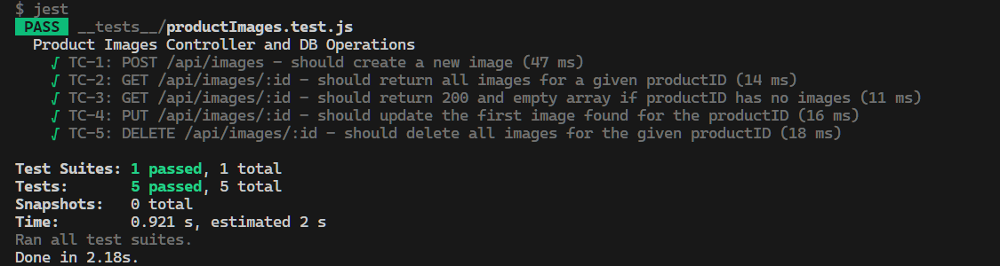 $ jest
PASS __tests__/productImages.test.js
Product Images Controller and DB Operations
√ TC-1: POST /api/images - should create a new image (47 ms)
√ TC-2: GET /api/images/:id - should return all images for a given productID (14 ms)
√ TC-3: GET /api/images/:id - should return 200 and empty array if productID has no images (11 ms)
√ TC-4: PUT /api/images/:id - should update the first image found for the productID (16 ms)
√ TC-5: DELETE /api/images/:id - should delete all images for the given productID (18 ms)
Test Suites: 1 passed, 1 total
Tests: 5 passed, 5 total
Snapshots: 0 total
Time: 0.921 s, estimated 2 s
Ran all test suites.
Done in 2.18s.